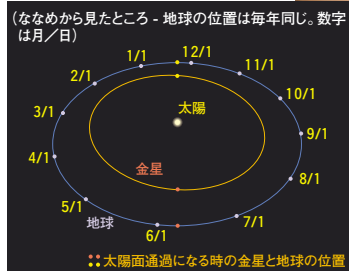 (ななめから見たところ - 地球の位置は毎年同じ。数字
は月／日)
12/1
1/1
11/1
2/1
10/1
太陽
3/1
9/1
4/1
金星
8/1
5/1
地球
7/1
6/1
太陽面通過になる時の金星と地球の位置